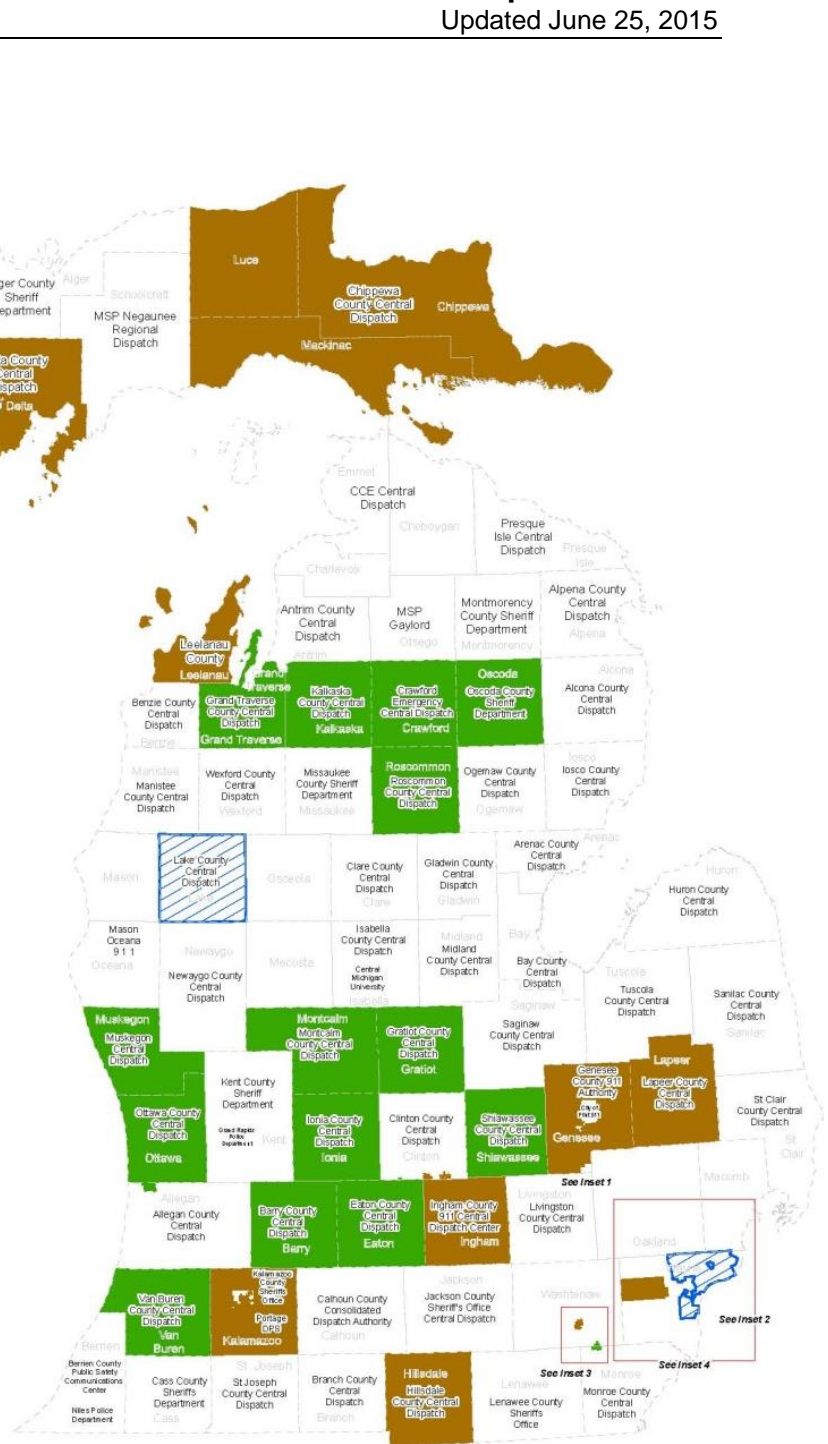 Updated June 25, 2015
Luce
Chippewa
County Central
Dispatch
Chippewa
Mackinac
Alger
Sheriff
Schoolcraft
MSP Negaunee
Regional
Dispatch
Delta
Emmet
CCE Central
Dispatch
Cheboygan
Presque
Isle Central
Dispatch
Presque
Isle
Charlevoix
Antrim County
Central
Dispatch
Antrim
MSP
Gaylord
Otsego
Montmorency
County Sheriff
Department
Montmorency
Alpena County
Central
Dispatch
Alpena
Leelanau
County
Leelanau
Grand
Traverse
Benzie County
Central
Dispatch
Benzie
Grand Traverse
County Central
Dispatch
Grand Traverse
Kalkaska
County Central
Dispatch
Kalkaska
Crawford
Emergency
Central Dispatch
Crawford
Oscoda
Oscoda County
Sheriff
Department
Alcona
Alcona County
Central
Dispatch
Manistee
Manistee
County Central
Dispatch
Wexford County
Central
Dispatch
Wexford
Missaukee
County Sheriff
Department
Missaukee
Roscommon
Roscommon
County Central
Dispatch
Ogemaw County
Central
Dispatch
Ogemaw
Iosco
Iosco County
Central
Dispatch
Mason
Lake County
Central
Dispatch
Lake
Osceola
Clare County
Central
Dispatch
Clare
Gladwin County
Central
Dispatch
Gladwin
Arenac County
Central
Dispatch
Arenac
Huron
Huron County
Central
Dispatch
Mason
Oceana
9 1 1
Oceana
Newaygo
Newaygo County
Central
Dispatch
Mecosta
Isabella
County Central
Dispatch
Central
Michigan
University
Isabella
Midland
Midland
County Central
Dispatch
Bay
Bay County
Central
Dispatch
Tuscola
Tuscola
County Central
Dispatch
Sanilac County
Central
Dispatch
Sanilac
Muskegon
Muskegon
Central
Dispatch
Montcalm
Montcalm
County Central
Dispatch
Gratiot County
Central
Dispatch
Gratiot
Saginaw
Saginaw
County Central
Dispatch
Kent County
Sheriff
Department
Grand Rapids
Police
Department
Kent
Ottawa County
Central
Dispatch
Ottawa
Ionia County
Central
Dispatch
Ionia
Clinton County
Central
Dispatch
Clinton
Shiawassee
County Central
Dispatch
Shiawassee
Genesee
County 911
Authority
City of
Flint 911
Genesee
Lapeer
Lapeer County
Central
Dispatch
St Clair
County Central
Dispatch
St
Clair
See Inset 1
Allegan
Allegan County
Central
Dispatch
Barry County
Central
Dispatch
Barry
Eaton County
Central
Dispatch
Eaton
Ingham County
911 Central
Dispatch Center
Ingham
Livingston
Livingston
County Central
Dispatch
Oakland
Macomb
Van Buren
County Central
Dispatch
Van
Buren
Kalamazoo
County
Sheriffs
Office
Portage
DPS
Kalamazoo
Calhoun County
Consolidated
Dispatch Authority
Calhoun
Jackson
Jackson County
Sheriff's Office
Central Dispatch
Washtenaw
See Inset 2
See Inset 3
See Inset 4
Berrien
Berrien County
Public Safety
Communications
Center
Niles Police
Department
Cass County
Sheriffs
Department
Cass
St Joseph
St Joseph
County Central
Dispatch
Branch County
Central
Dispatch
Branch
Hillsdale
Hillsdale
County Central
Dispatch
Lenawee
Lenawee County
Sheriffs
Office
Monroe
Monroe County
Central
Dispatch